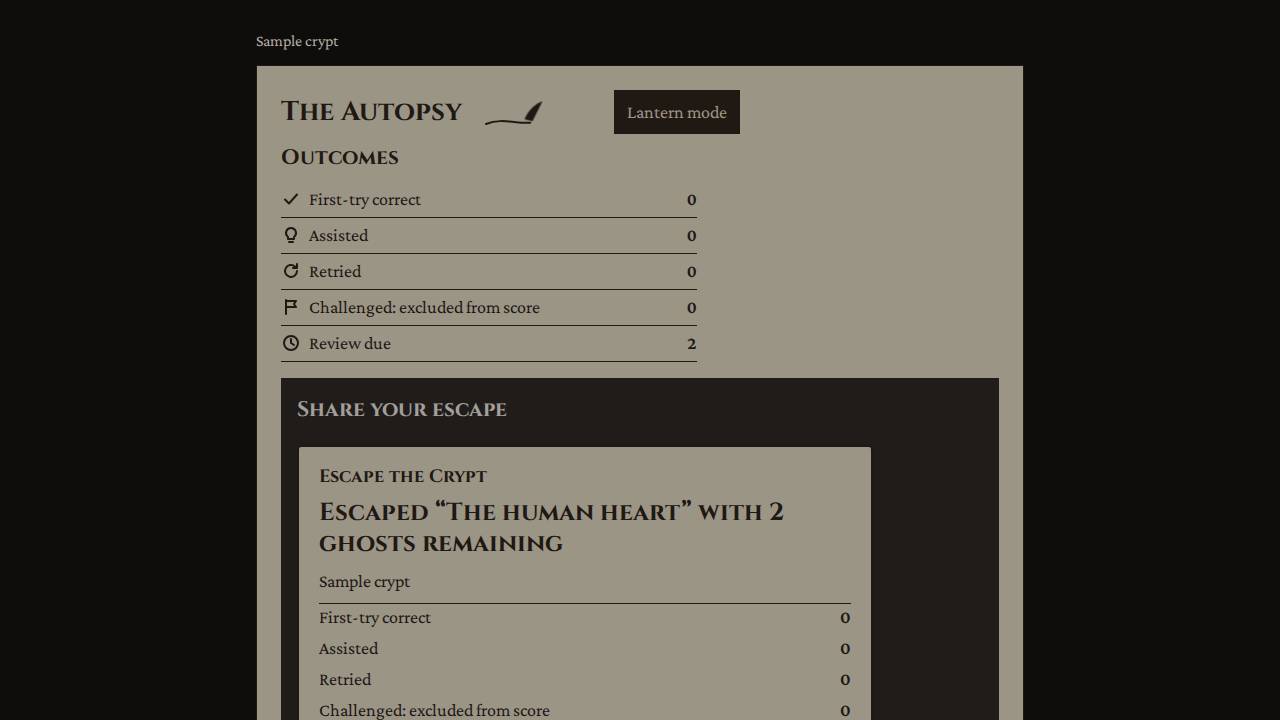 Sample crypt
The Autopsy
Lantern mode
Outcomes
First-try correct 0
Assisted 0
Retried 0
Challenged: excluded from score 0
Review due 2
Share your escape
Escape the Crypt
Escaped “The human heart” with 2
ghosts remaining
Sample crypt
First-try correct 0
Assisted 0
Retried 0
Challenged: excluded from score 0